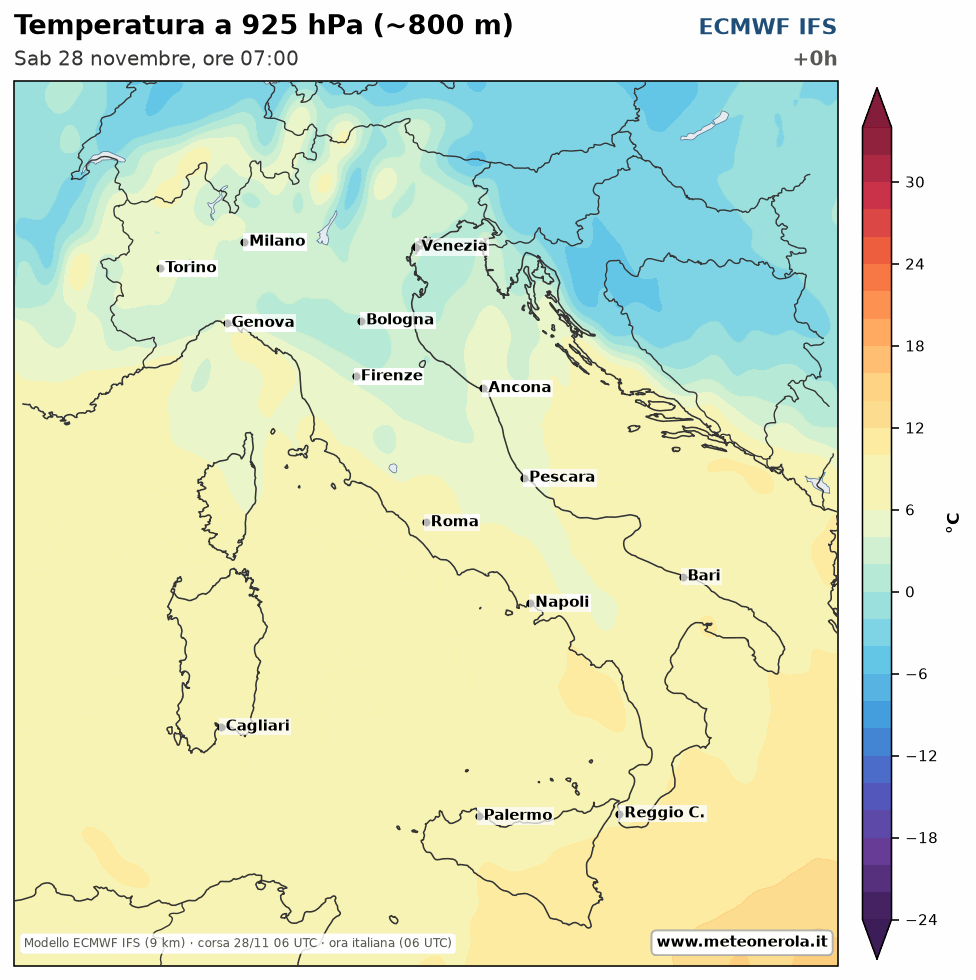 Temperatura a 925 hPa (~800 m)
ECMWF IFS
Sab 28 novembre, ore 07:00
+0h
Milano
Venezia
Torino
Genova
Bologna
Firenze
Ancona
Pescara
Roma
Bari
Napoli
Cagliari
Palermo
Reggio C.
30
24
18
12
6
0
−6
−12
−18
−24
°C
Modello ECMWF IFS (9 km) · corsa 28/11 06 UTC · ora italiana (06 UTC)
www.meteonerola.it